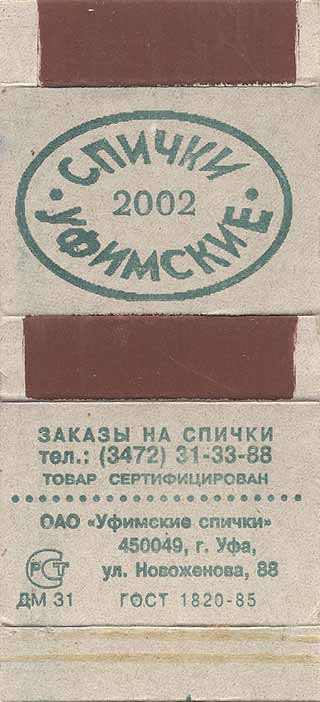 СПИЧКИ
2002
УФИМСКИЕ
ЗАКАЗЫ НА СПИЧКИ
тел.: (3472) 31-33-88
ТОВАР СЕРТИФИЦИРОВАН
ОАО «Уфимские спички»
450049, г. Уфа,
ул. Новоженова, 88
РСТ
ДМ 31 ГОСТ 1820-85